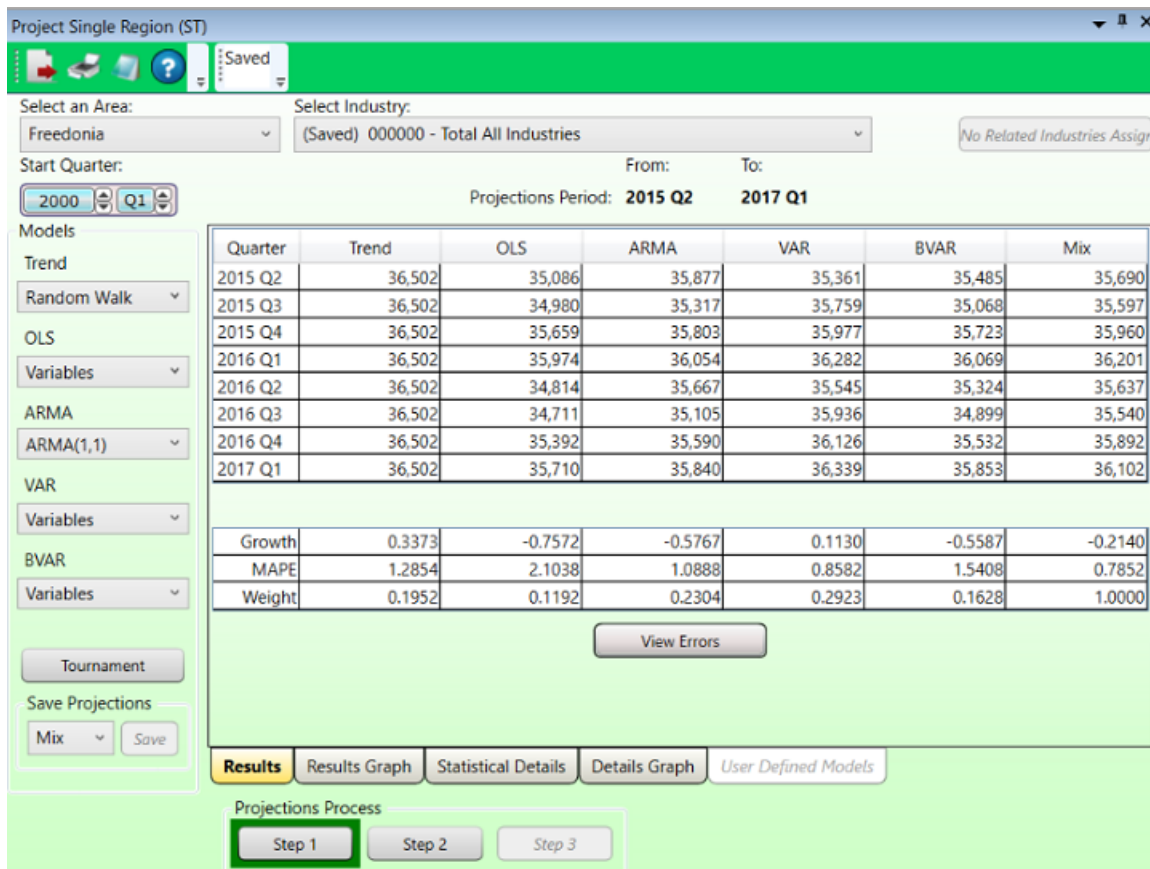 Project Single Region (ST)
Saved
Select an Area: Select Industry:
Freedonia (Saved) 000000 - Total All Industries No Related Industries Assign
Start Quarter: From: To:
2000 Q1 Projections Period: 2015 Q2 2017 Q1
Models
Quarter Trend OLS ARMA VAR BVAR Mix
Trend
2015 Q2 36,502 35,086 35,877 35,361 35,485 35,690
Random Walk
2015 Q3 36,502 34,980 35,317 35,759 35,068 35,597
2015 Q4 36,502 35,659 35,803 35,977 35,723 35,960
OLS
2016 Q1 36,502 35,974 36,054 36,282 36,069 36,201
Variables
2016 Q2 36,502 34,814 35,667 35,545 35,324 35,637
ARMA
2016 Q3 36,502 34,711 35,105 35,936 34,899 35,540
ARMA(1,1)
2016 Q4 36,502 35,392 35,590 36,126 35,532 35,892
2017 Q1 36,502 35,710 35,840 36,339 35,853 36,102
VAR
Variables
Growth 0.3373 -0.7572 -0.5767 0.1130 -0.5587 -0.2140
BVAR
MAPE 1.2854 2.1038 1.0888 0.8582 1.5408 0.7852
Variables
Weight 0.1952 0.1192 0.2304 0.2923 0.1628 1.0000
View Errors
Tournament
Save Projections
Mix Save
Results Results Graph Statistical Details Details Graph User Defined Models
Projections Process
Step 1 Step 2 Step 3